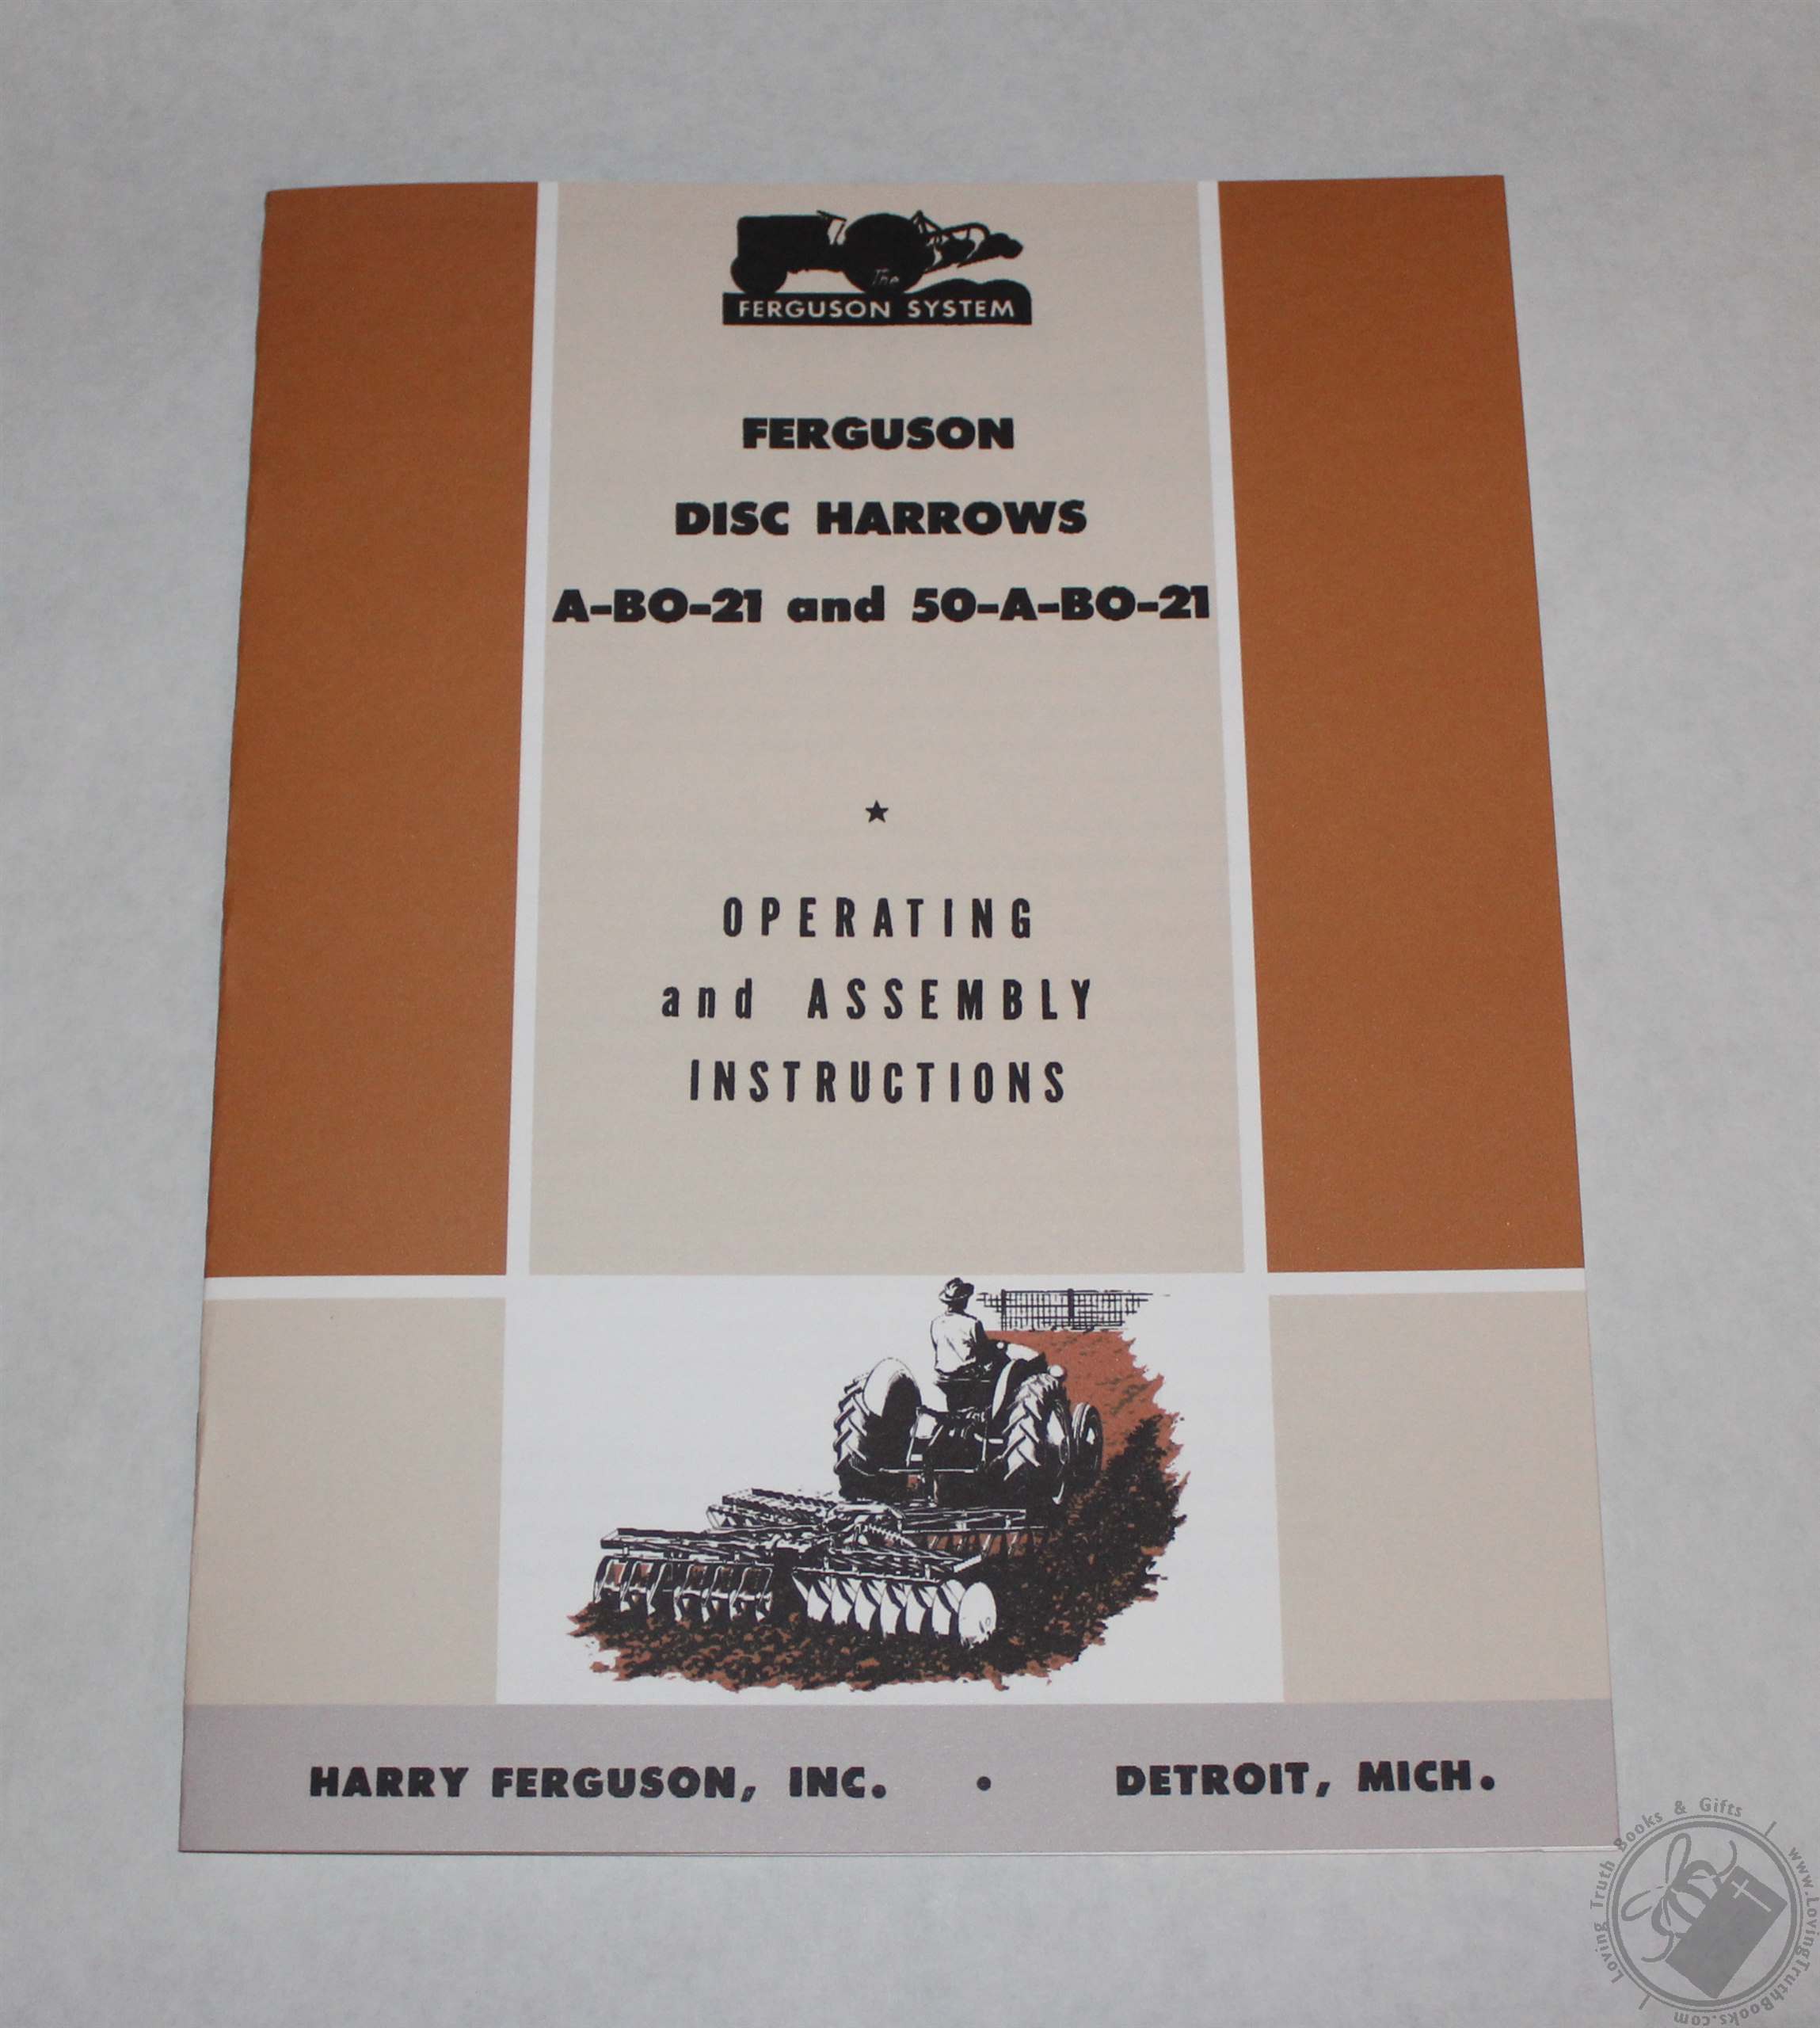 The
FERGUSON SYSTEM
FERGUSON
DISC HARROWS
A-BO-21 and 50-A-BO-21
★
OPERATING
and ASSEMBLY
INSTRUCTIONS
HARRY FERGUSON, INC. • DETROIT, MICH.
Loving Truth Books & Gifts | www.LovingTruthBooks.com |